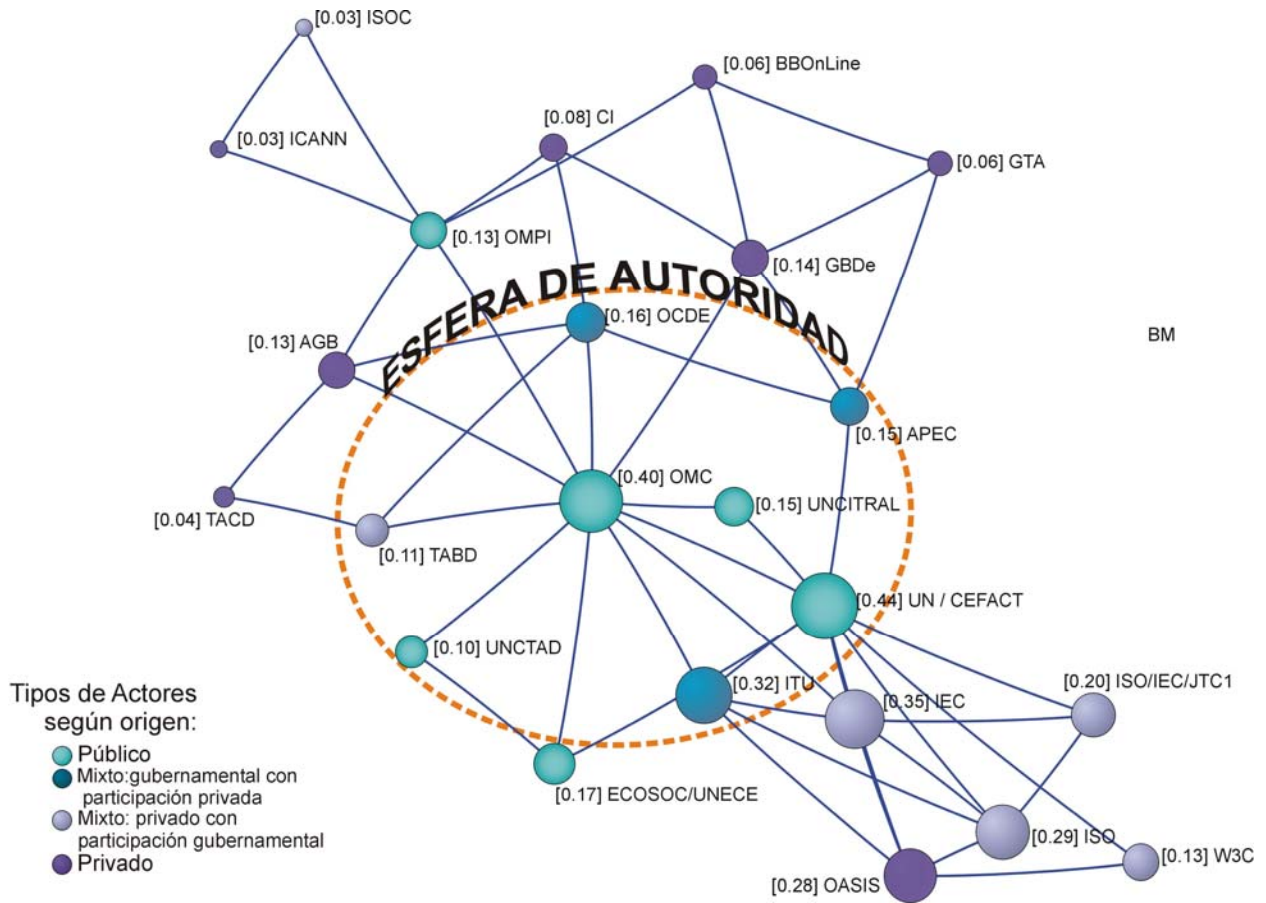 [0.03] ISOC
[0.06] BBOnLine
[0.08] CI
[0.03] ICANN
[0.06] GTA
[0.13] OMPI
[0.14] GBDe
ESFERA DE AUTORIDAD
[0.16] OCDE
BM
[0.13] AGB
[0.15] APEC
[0.40] OMC
[0.15] UNCITRAL
[0.04] TACD
[0.11] TABD
[0.44] UN / CEFACT
[0.10] UNCTAD
[0.32] ITU
[0.20] ISO/IEC/JTC1
[0.35] IEC
[0.17] ECOSOC/UNECE
[0.29] ISO
[0.13] W3C
[0.28] OASIS
Tipos de Actores
según origen:
Público
Mixto:gubernamental con
participación privada
Mixto: privado con
participación gubernamental
Privado